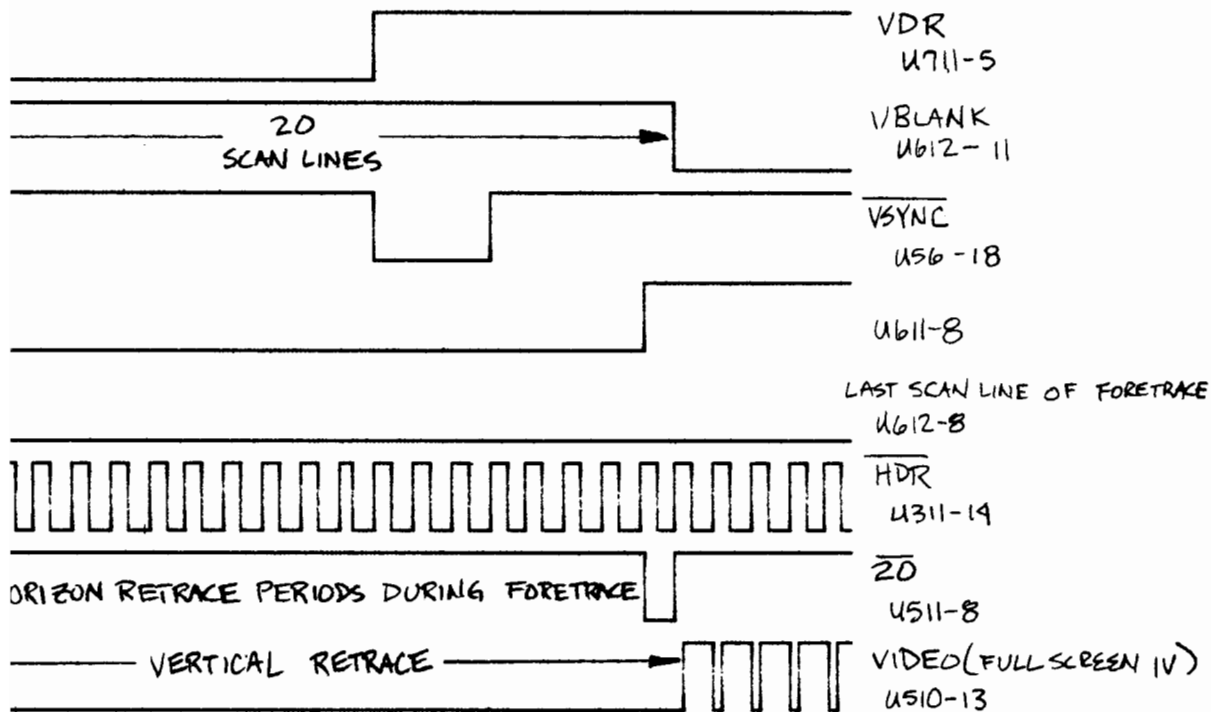 VDR
U711-5
VBLANK
U612-11
20
SCAN LINES
VSYNC
U56-18
U611-8
LAST SCAN LINE OF FORETRACE
U612-8
HDR
U311-14
ORIZON RETRACE PERIODS DURING FORETRACE
20
U511-8
VERTICAL RETRACE
VIDEO (FULL SCREEN IV)
U510-13